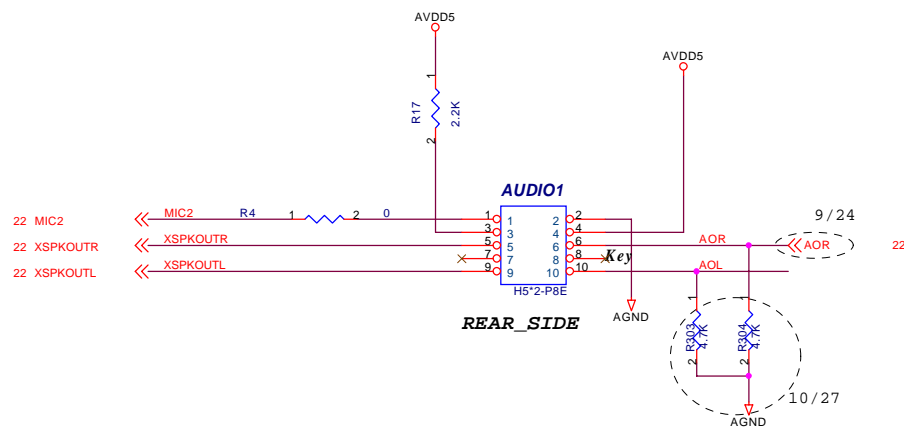 AVDD5
AVDD5
1
R17
2.2K
2
AUDIO1
22 MIC2
MIC2
R4
1
2
0
1
1
2
2
3
3
4
4
9/24
22 XSPKOUTR
XSPKOUTR
5
5
6
6
AOR
AOR
22
7
7
8
8
Key
22 XSPKOUTL
XSPKOUTL
9
9
10
10
AOL
H5*2-P8E
REAR_SIDE
AGND
1
1
R303
4.7K
R304
4.7K
2
2
10/27
AGND